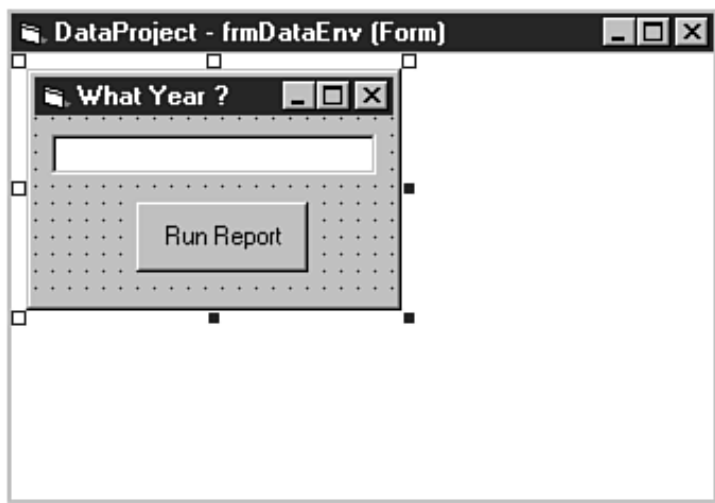 DataProject - frmDataEnv (Form)
What Year ?
Run Report